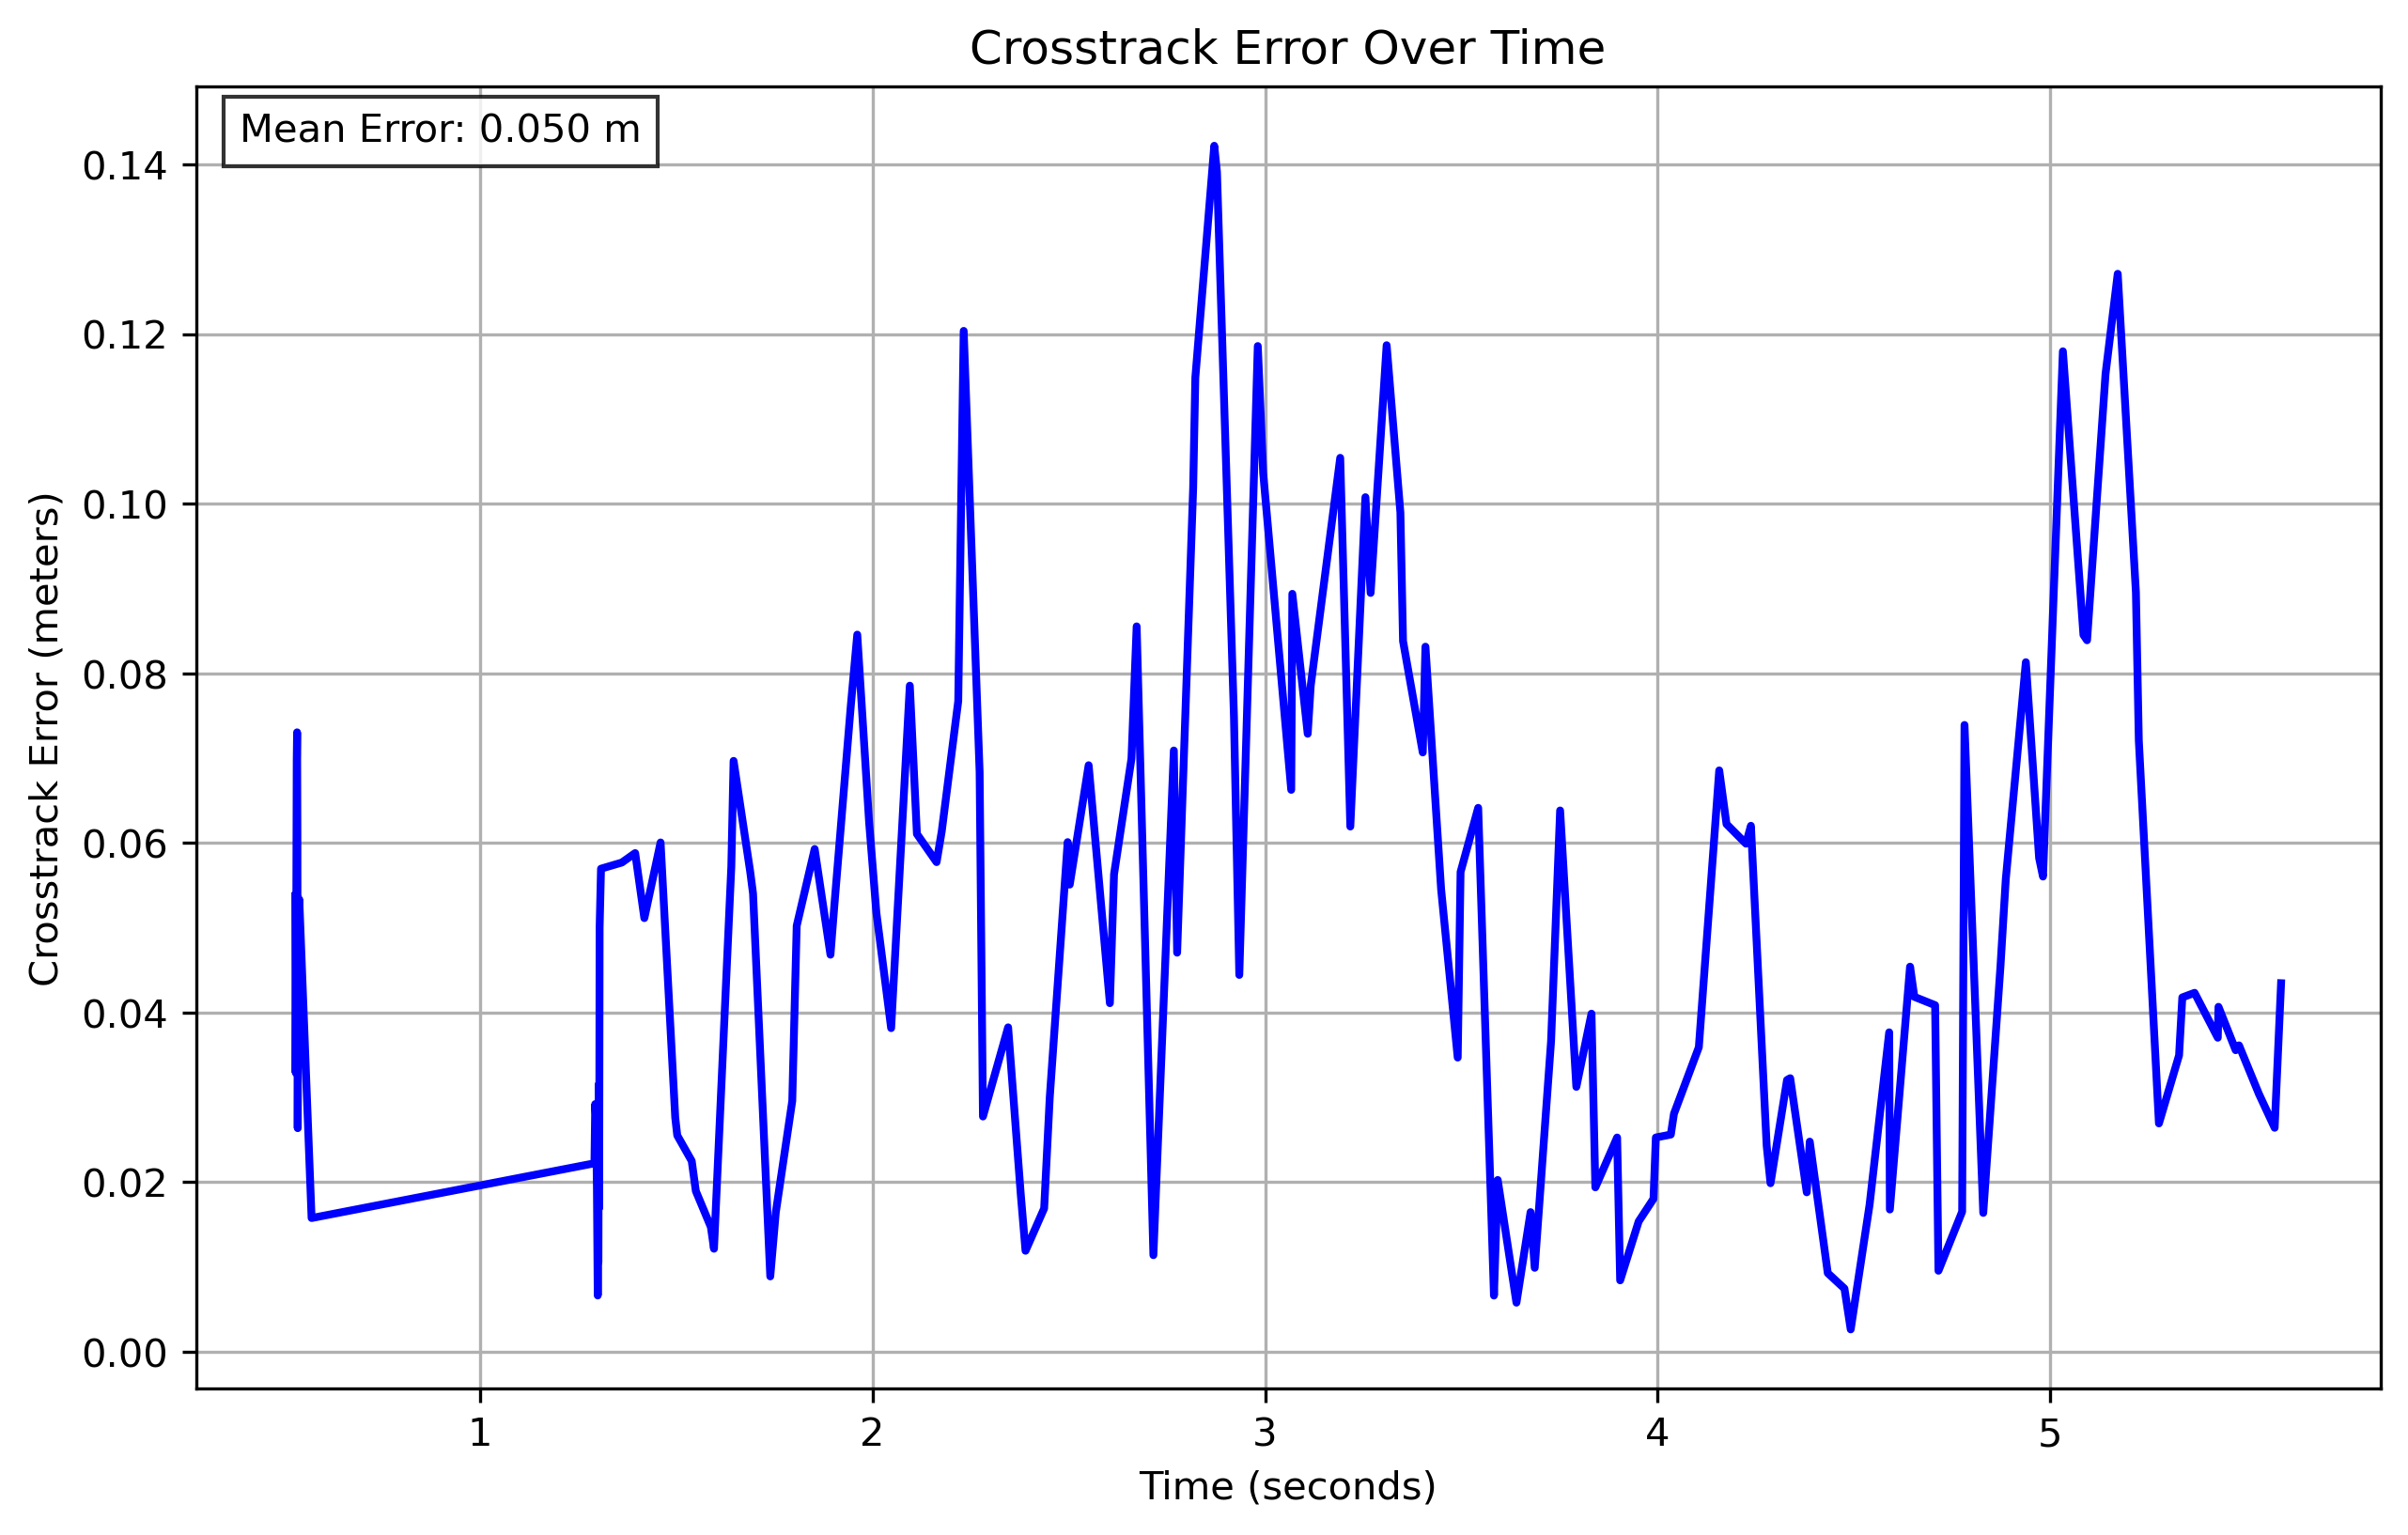 Crosstrack Error Over Time
Mean Error: 0.050 m
Crosstrack Error (meters)
0.14
0.12
0.10
0.08
0.06
0.04
0.02
0.00
1 2 3 4 5
Time (seconds)